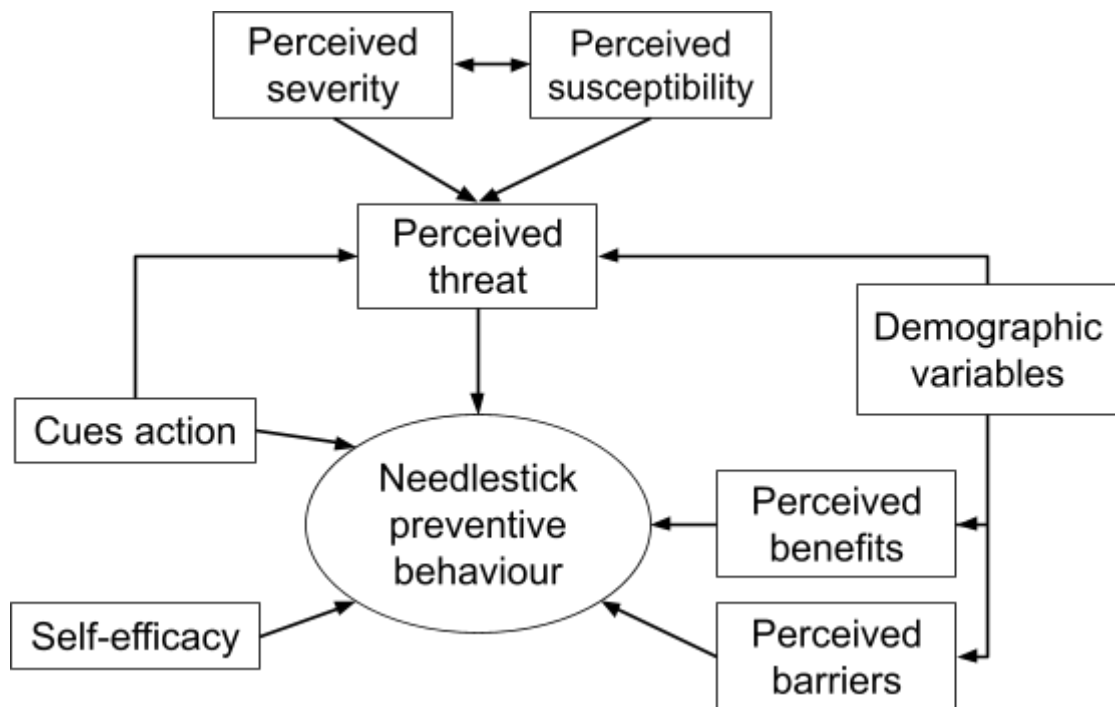 Perceived
severity
Perceived
susceptibility
Perceived
threat
Demographic
variables
Cues action
Needlestick
preventive
behaviour
Perceived
benefits
Self-efficacy
Perceived
barriers